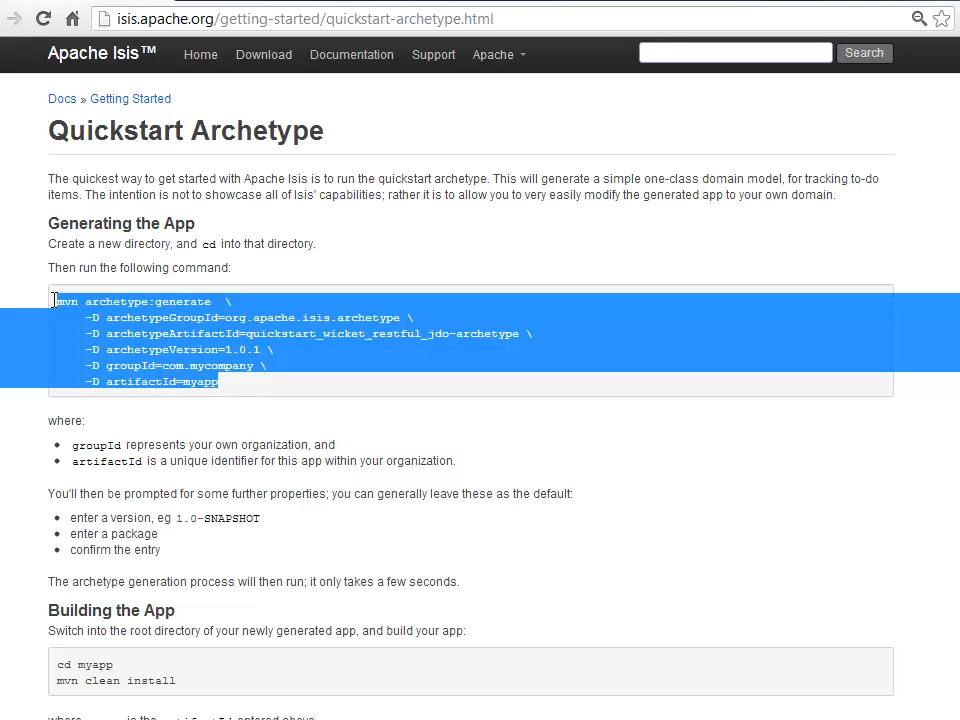 isis.apache.org/getting-started/quickstart-archetype.html
Apache Isis™ Home Download Documentation Support Apache Search
Docs » Getting Started
Quickstart Archetype
The quickest way to get started with Apache Isis is to run the quickstart archetype. This will generate a simple one-class domain model, for tracking to-do
items. The intention is not to showcase all of Isis' capabilities; rather it is to allow you to very easily modify the generated app to your own domain.
Generating the App
Create a new directory, and cd into that directory.
Then run the following command:
mvn archetype:generate \
-D archetypeGroupId=org.apache.isis.archetype \
-D archetypeArtifactId=quickstart_wicket_restful_jdo-archetype \
-D archetypeVersion=1.0.1 \
-D groupId=com.mycompany \
-D artifactId=myapp
where:
• groupId represents your own organization, and
• artifactId is a unique identifier for this app within your organization.
You'll then be prompted for some further properties; you can generally leave these as the default:
• enter a version, eg 1.0-SNAPSHOT
• enter a package
• confirm the entry
The archetype generation process will then run; it only takes a few seconds.
Building the App
Switch into the root directory of your newly generated app, and build your app:
cd myapp
mvn clean install
where is the artifactId entered above